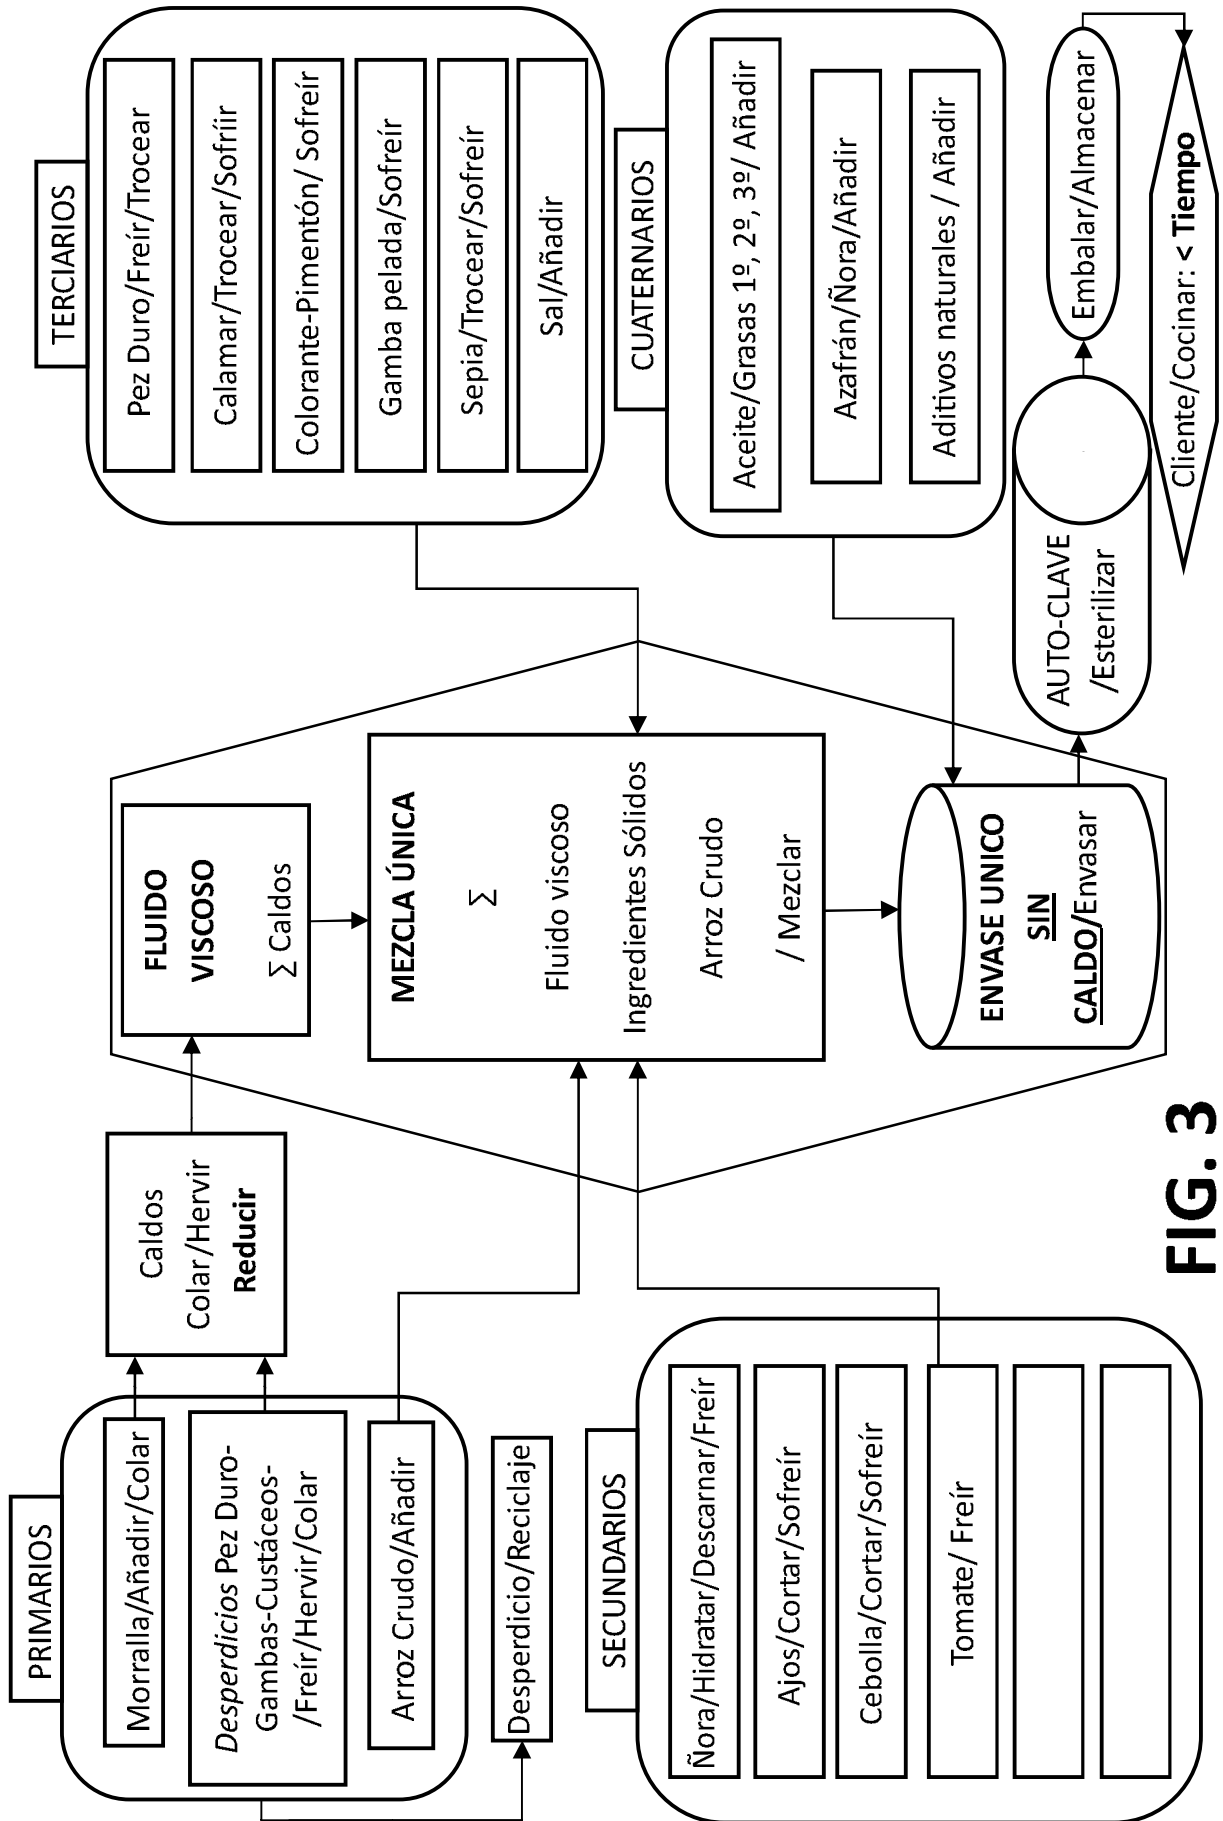 PRIMARIOS
Morralla/Añadir/Colar
Desperdicios Pez Duro-
Gambas-Custáceos-
/Freír/Hervir/Colar
Arroz Crudo/Añadir
Desperdicio/Reciclaje
SECUNDARIOS
Ñora/Hidratar/Descarnar/Freír
Ajos/Cortar/Sofreír
Cebolla/Cortar/Sofreír
Tomate/ Freír
Caldos
Colar/Hervir
Reducir
FLUIDO
VISCOSO
∑ Caldos
MEZCLA ÚNICA
∑
Fluido viscoso
Ingredientes Sólidos
Arroz Crudo
/ Mezclar
ENVASE UNICO
SIN
CALDO/Envasar
TERCIARIOS
Pez Duro/Freír/Trocear
Calamar/Trocear/Sofríir
Colorante-Pimentón/ Sofreír
Gamba pelada/Sofreír
Sepia/Trocear/Sofreír
Sal/Añadir
CUATERNARIOS
Aceite/Grasas 1º, 2º, 3º/ Añadir
Azafrán/Ñora/Añadir
Aditivos naturales / Añadir
AUTO-CLAVE
/Esterilizar
Embalar/Almacenar
Cliente/Cocinar: < Tiempo
FIG. 3